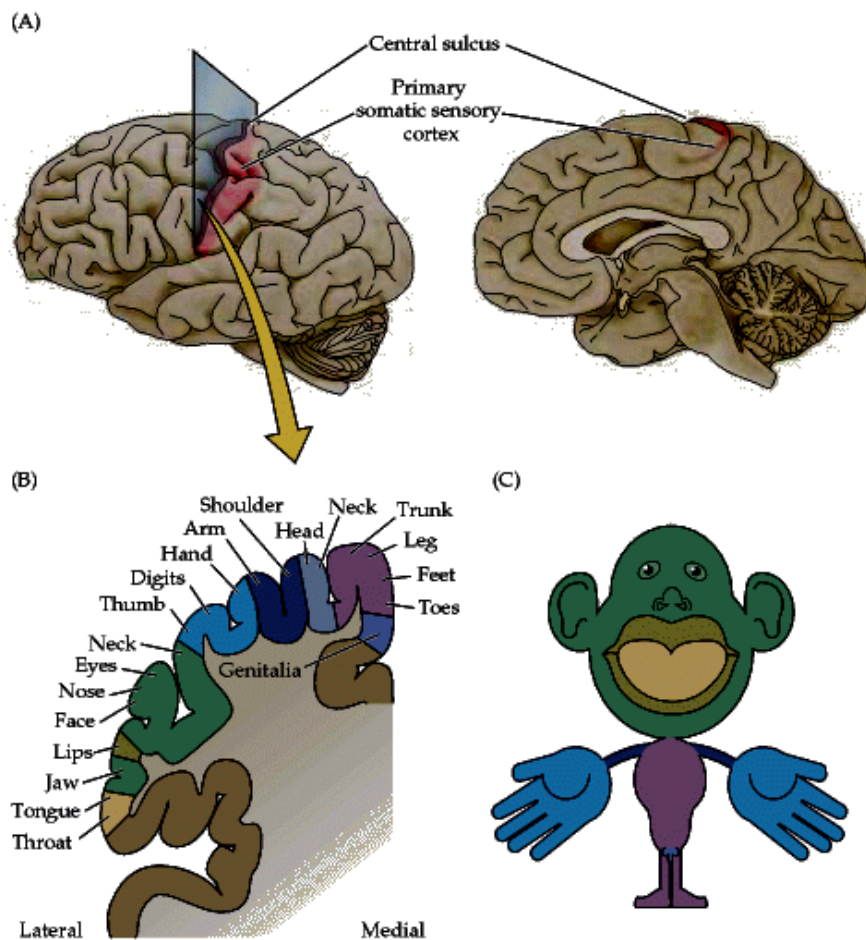 (A)
Central sulcus
Primary
somatic sensory
cortex
(B)
Shoulder
Arm
Hand
Digits
Thumb
Neck
Eyes
Nose
Face
Lips
Jaw
Tongue
Throat
Head
Neck
Trunk
Leg
Feet
Toes
Genitalia
Lateral
Medial
(C)